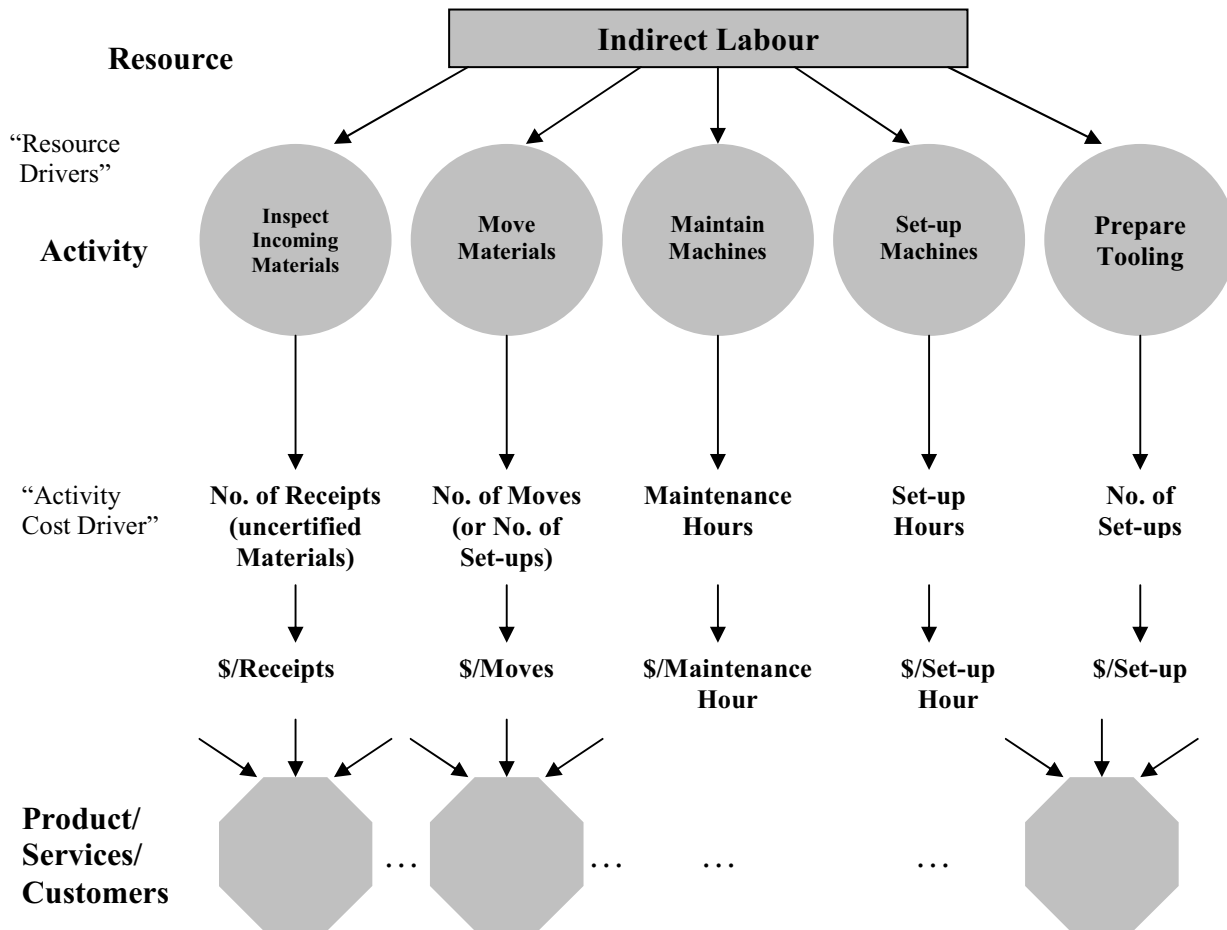 Indirect Labour
Resource
“Resource
Drivers”
Inspect
Incoming
Materials
Move
Materials
Maintain
Machines
Set-up
Machines
Prepare
Tooling
Activity
“Activity
Cost Driver”
No. of Receipts
(uncertified
Materials)
No. of Moves
(or No. of
Set-ups)
Maintenance
Hours
Set-up
Hours
No. of
Set-ups
$/Receipts
$/Moves
$/Maintenance
Hour
$/Set-up
Hour
$/Set-up
Product/
Services/
Customers
…
…
…
…